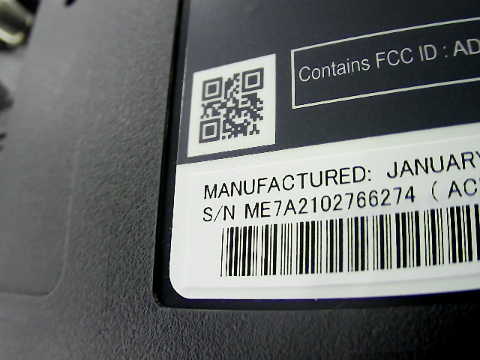 Contains FCC ID : AD
MANUFACTURED: JANUARY
S/N ME7A2102766274 ( AC